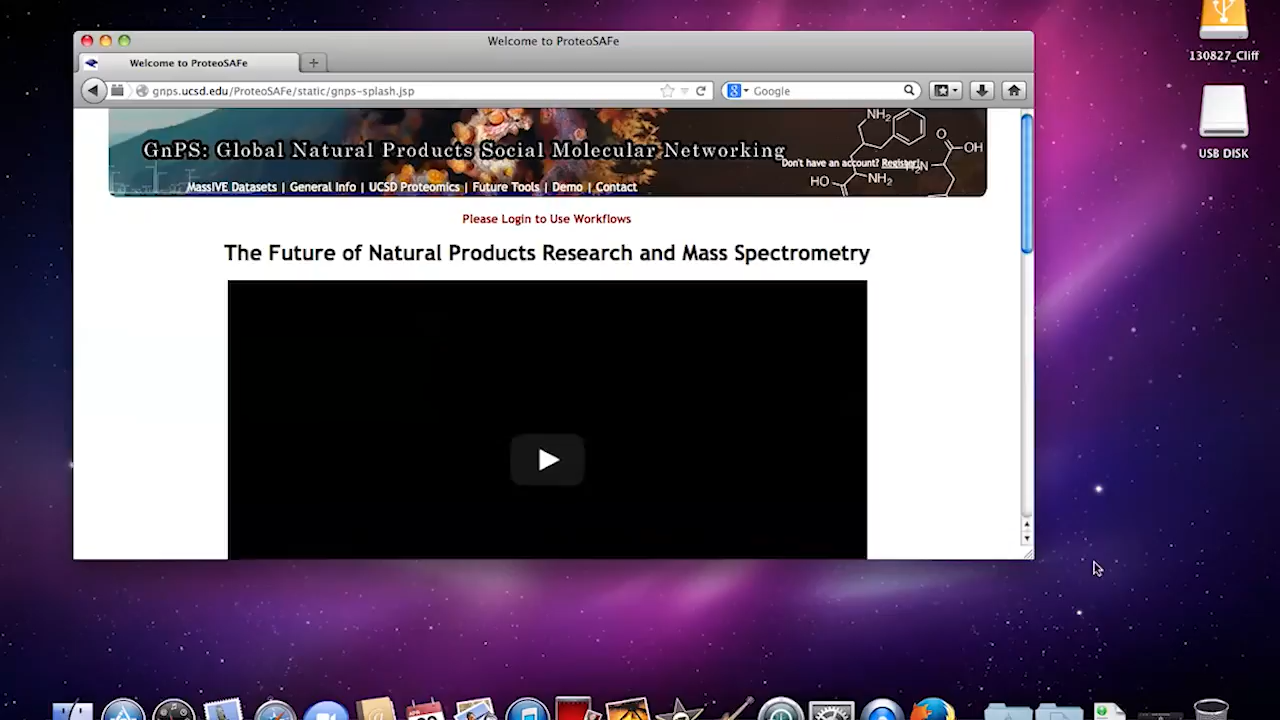 Welcome to ProteoSAFe
Welcome to ProteoSAFe
gnps.ucsd.edu/ProteoSAFe/static/gnps-splash.jsp
Google
GnPS: Global Natural Products Social Molecular Networking
Don't have an account? Register!
MassIVE Datasets | General Info | UCSD Proteomics | Future Tools | Demo | Contact
NH2
O
OH
HO
NH2
Please Login to Use Workflows
The Future of Natural Products Research and Mass Spectrometry
130827_Cliff
USB DISK